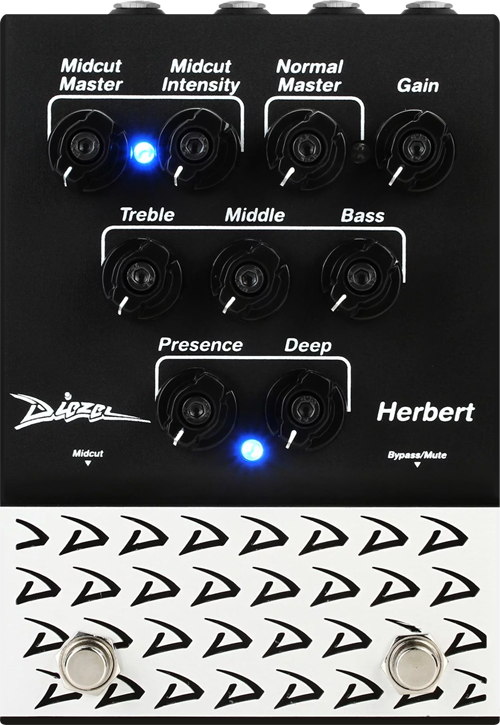 Midcut Master
Midcut Intensity
Normal Master
Gain
Treble
Middle
Bass
Presence
Deep
Diezel
Herbert
Midcut
Bypass/Mute